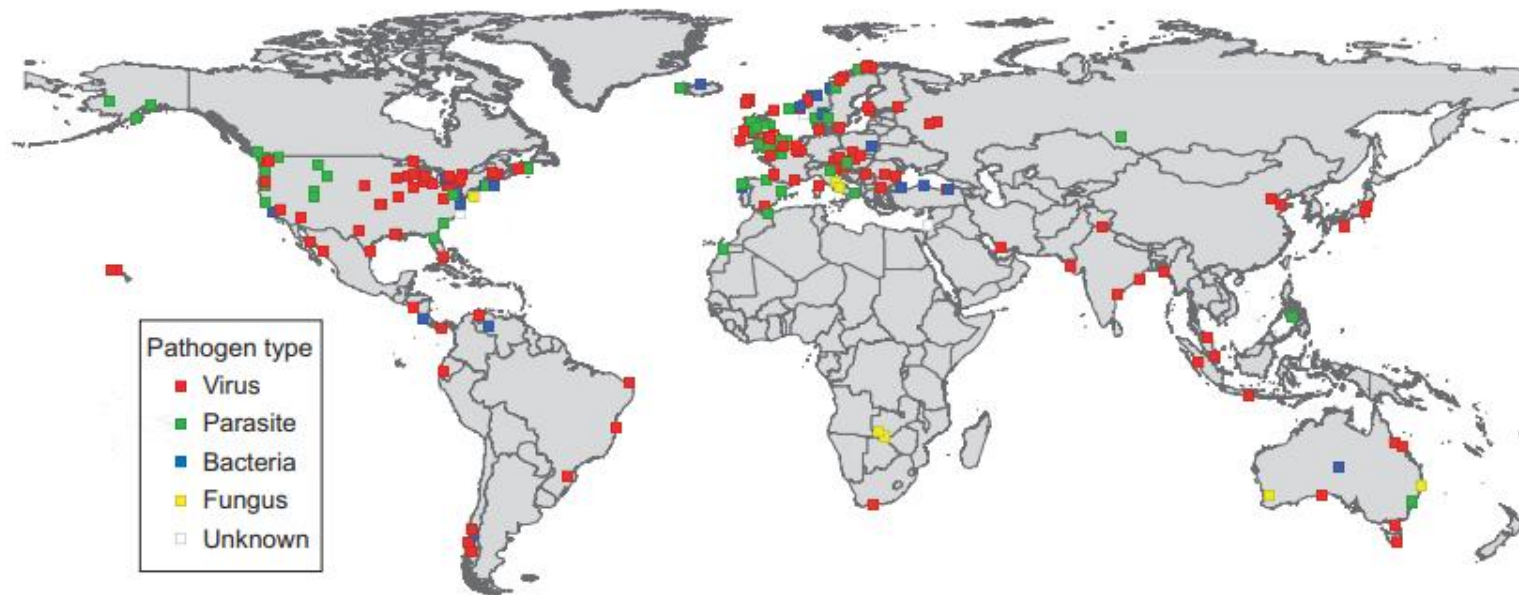 Pathogen type
Virus
Parasite
Bacteria
Fungus
Unknown